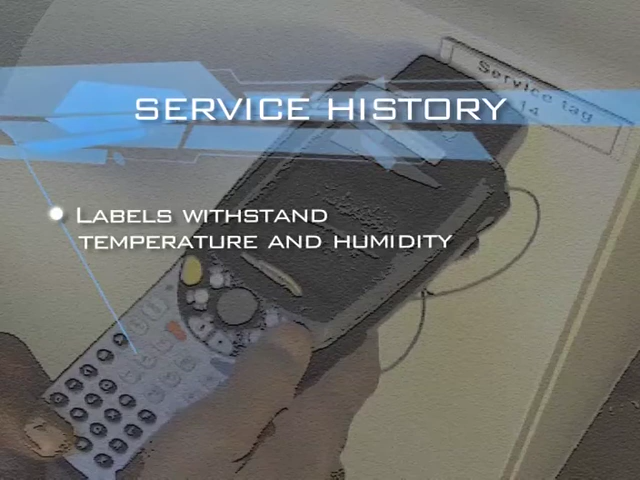 Service tag
14
SERVICE HISTORY
LABELS WITHSTAND
TEMPERATURE AND HUMIDITY